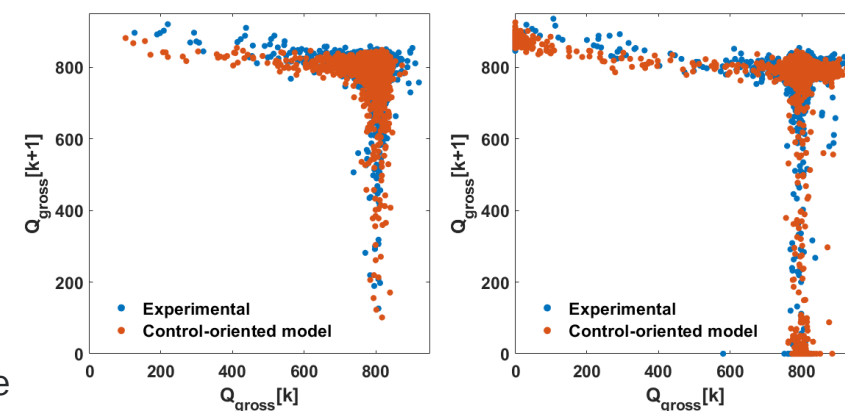 800
600
400
200
0
Q_gross[k+1]
Experimental
Control-oriented model
0 200 400 600 800
Q_gross[k]
800
600
400
200
0
Q_gross[k+1]
Experimental
Control-oriented model
0 200 400 600 800
Q_gross[k]
e